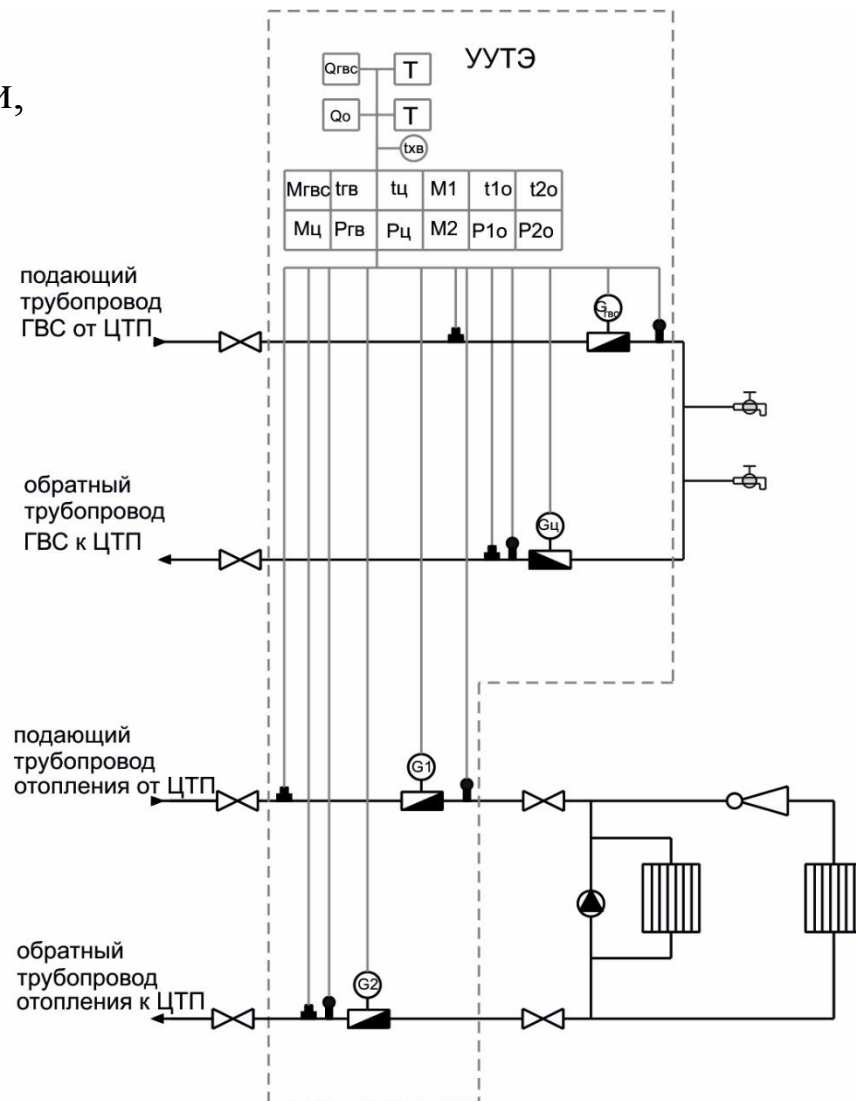 и,
УУТЭ
Qгвс T
Qо T
tхв
Mгвс tгв tц M1 t1о t2о
Mц Pгв Pц M2 P1о P2о
подающий
трубопровод
ГВС от ЦТП
Gгвс
обратный
трубопровод
ГВС к ЦТП
Gц
подающий
трубопровод
отопления от ЦТП
G1
обратный
трубопровод
отопления к ЦТП
G2